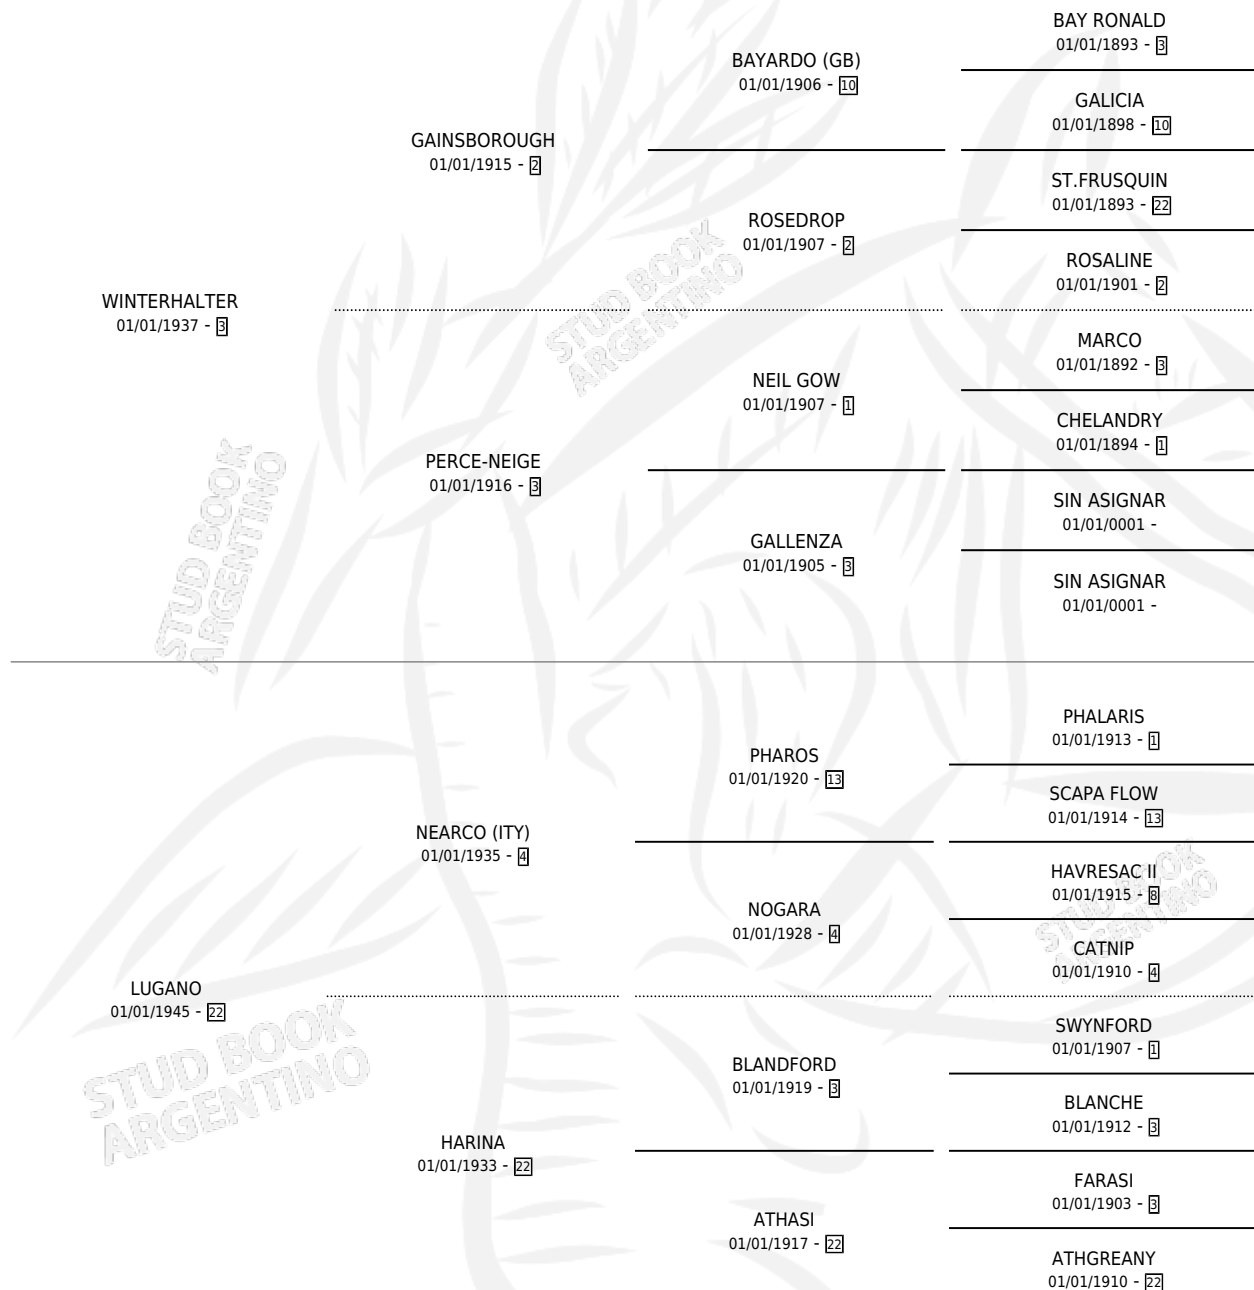 BAY RONALD
01/01/1893 - 3
BAYARDO (GB)
01/01/1906 - 10
GALICIA
01/01/1898 - 10
GAINSBOROUGH
01/01/1915 - 2
ST.FRUSQUIN
01/01/1893 - 22
ROSEDROP
01/01/1907 - 2
ROSALINE
01/01/1901 - 2
WINTERHALTER
01/01/1937 - 3
MARCO
01/01/1892 - 3
NEIL GOW
01/01/1907 - 1
CHELANDRY
01/01/1894 - 1
PERCE-NEIGE
01/01/1916 - 3
SIN ASIGNAR
01/01/0001 -
GALLENZA
01/01/1905 - 3
SIN ASIGNAR
01/01/0001 -
PHALARIS
01/01/1913 - 1
PHAROS
01/01/1920 - 13
SCAPA FLOW
01/01/1914 - 13
NEARCO (ITY)
01/01/1935 - 4
HAVRESAC II
01/01/1915 - 8
NOGARA
01/01/1928 - 4
CATNIP
01/01/1910 - 4
LUGANO
01/01/1945 - 22
SWYNFORD
01/01/1907 - 1
BLANDFORD
01/01/1919 - 3
BLANCHE
01/01/1912 - 3
HARINA
01/01/1933 - 22
FARASI
01/01/1903 - 3
ATHASI
01/01/1917 - 22
ATHGREANY
01/01/1910 - 22
STUD BOOK
ARGENTINO
STUD BOOK
ARGENTINO
STUD BOOK
ARGENTINO
STUD BOOK
ARGENTINO